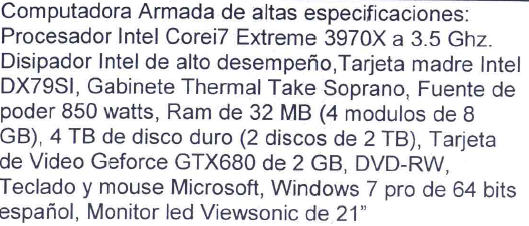 Computadora Armada de altas especificaciones:
Procesador Intel Corei7 Extreme 3970X a 3.5 Ghz.
Disipador Intel de alto desempeño,Tarjeta madre Intel
DX79SI, Gabinete Thermal Take Soprano, Fuente de
poder 850 watts, Ram de 32 MB (4 modulos de 8
GB), 4 TB de disco duro (2 discos de 2 TB), Tarjeta
de Video Geforce GTX680 de 2 GB, DVD-RW,
Teclado y mouse Microsoft, Windows 7 pro de 64 bits
español, Monitor led Viewsonic de 21”